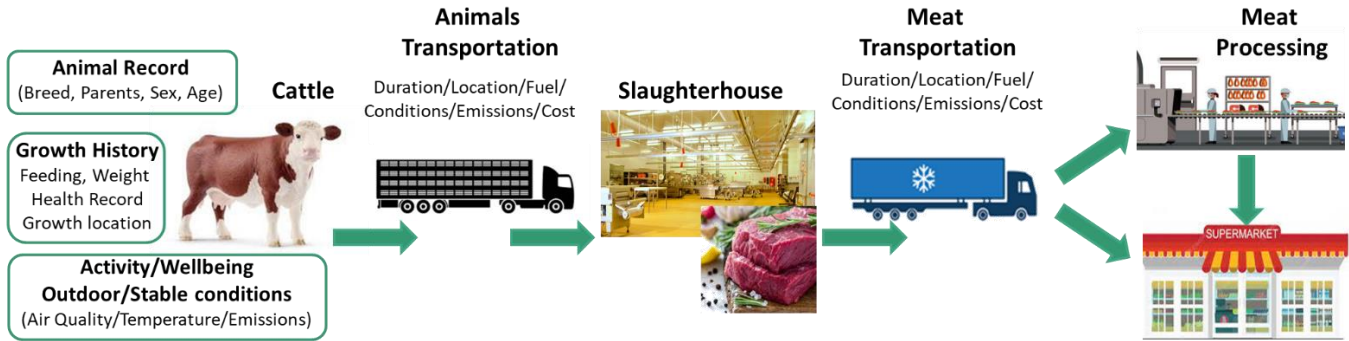 Animal Record
(Breed, Parents, Sex, Age)
Growth History
Feeding, Weight
Health Record
Growth location
Activity/Wellbeing
Outdoor/Stable conditions
(Air Quality/Temperature/Emissions)
Cattle
Animals
Transportation
Duration/Location/Fuel/
Conditions/Emissions/Cost
Slaughterhouse
Meat
Transportation
Duration/Location/Fuel/
Conditions/Emissions/Cost
Meat
Processing
SUPERMARKET